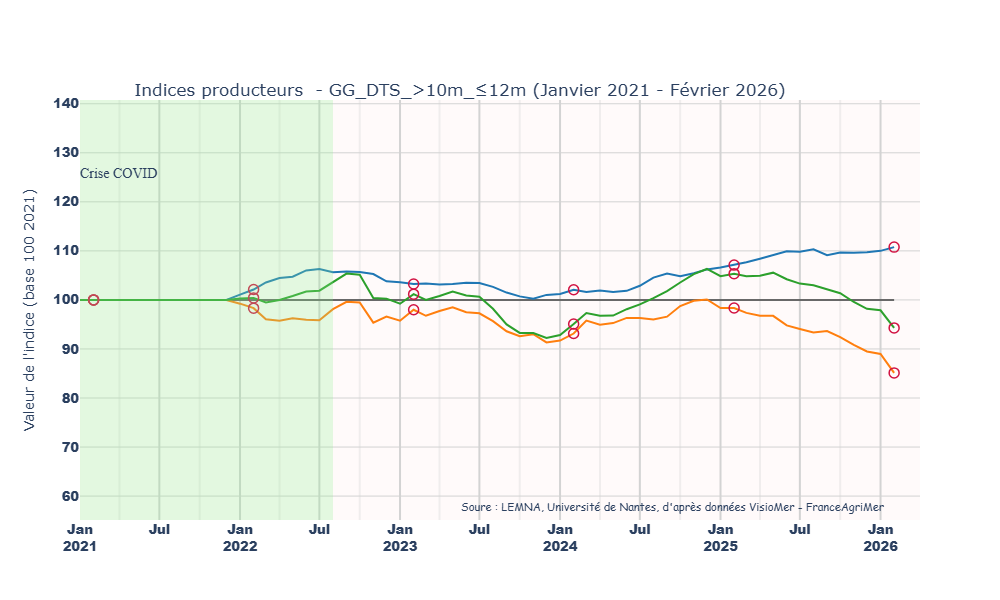 Indices producteurs - GG_DTS_>10m_≤12m (Janvier 2021 - Février 2026)
Valeur de l'indice (base 100 2021)
140
130
120
110
100
90
80
70
60
Crise COVID
Soure : LEMNA, Université de Nantes, d'après données VisioMer - FranceAgriMer
Jan Jul Jan Jul Jan Jul Jan Jul Jan Jul Jan
2021 2022 2023 2024 2025 2026